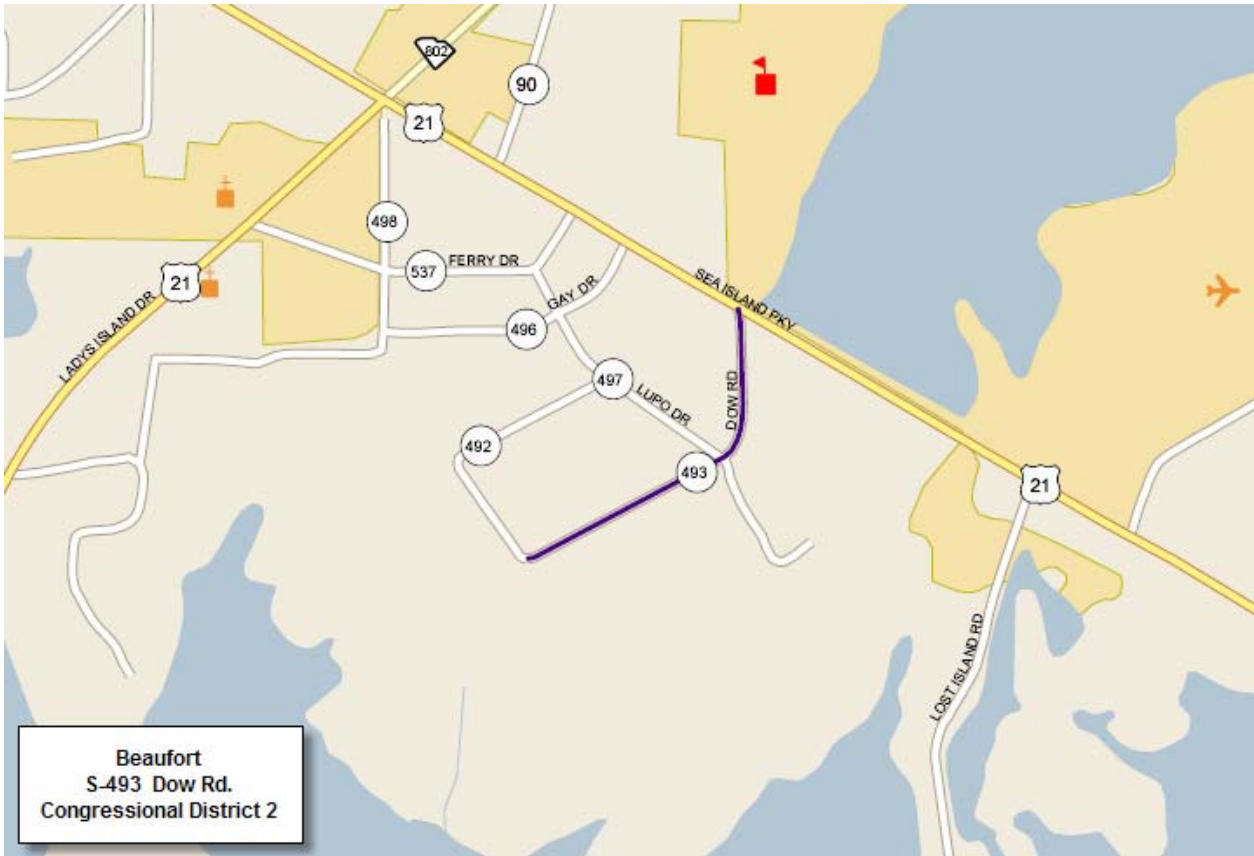 802
90
21
498
537
FERRY DR
21
GAY DR
SEA ISLAND PKY
LADYS ISLAND DR
496
497
LUPO DR
DOW RD
492
493
21
LOST ISLAND RD
Beaufort
S-493 Dow Rd.
Congressional District 2